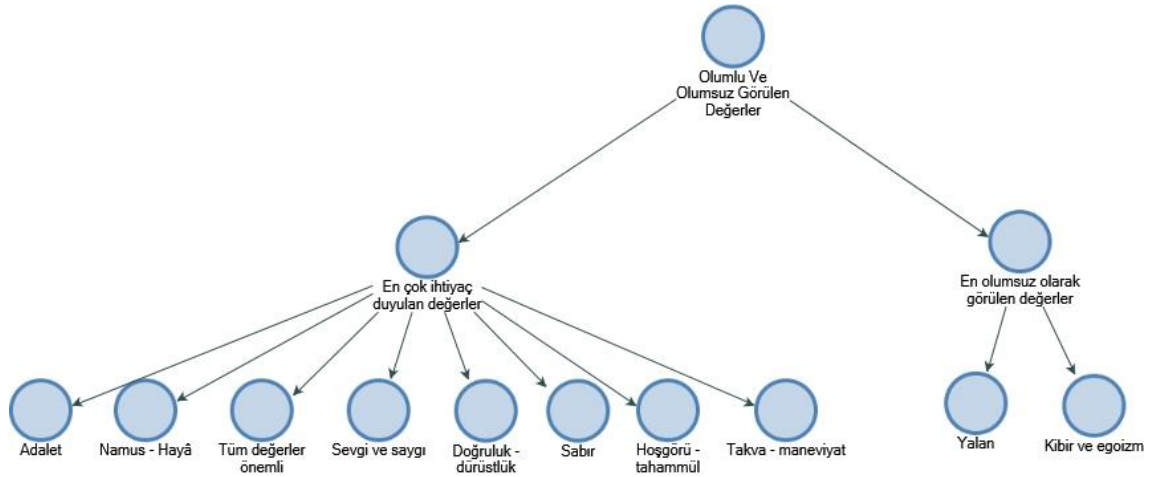 Olumlu Ve
Olumsuz Görülen
Değerler
En çok ihtiyaç
duyulan değerler
En olumsuz olarak
görülen değerler
Adalet
Namus - Hayâ
Tüm değerler
önemli
Sevgi ve saygı
Doğruluk -
dürüstlük
Sabır
Hoşgörü -
tahammül
Takva - maneviyat
Yalan
Kibir ve egoizm